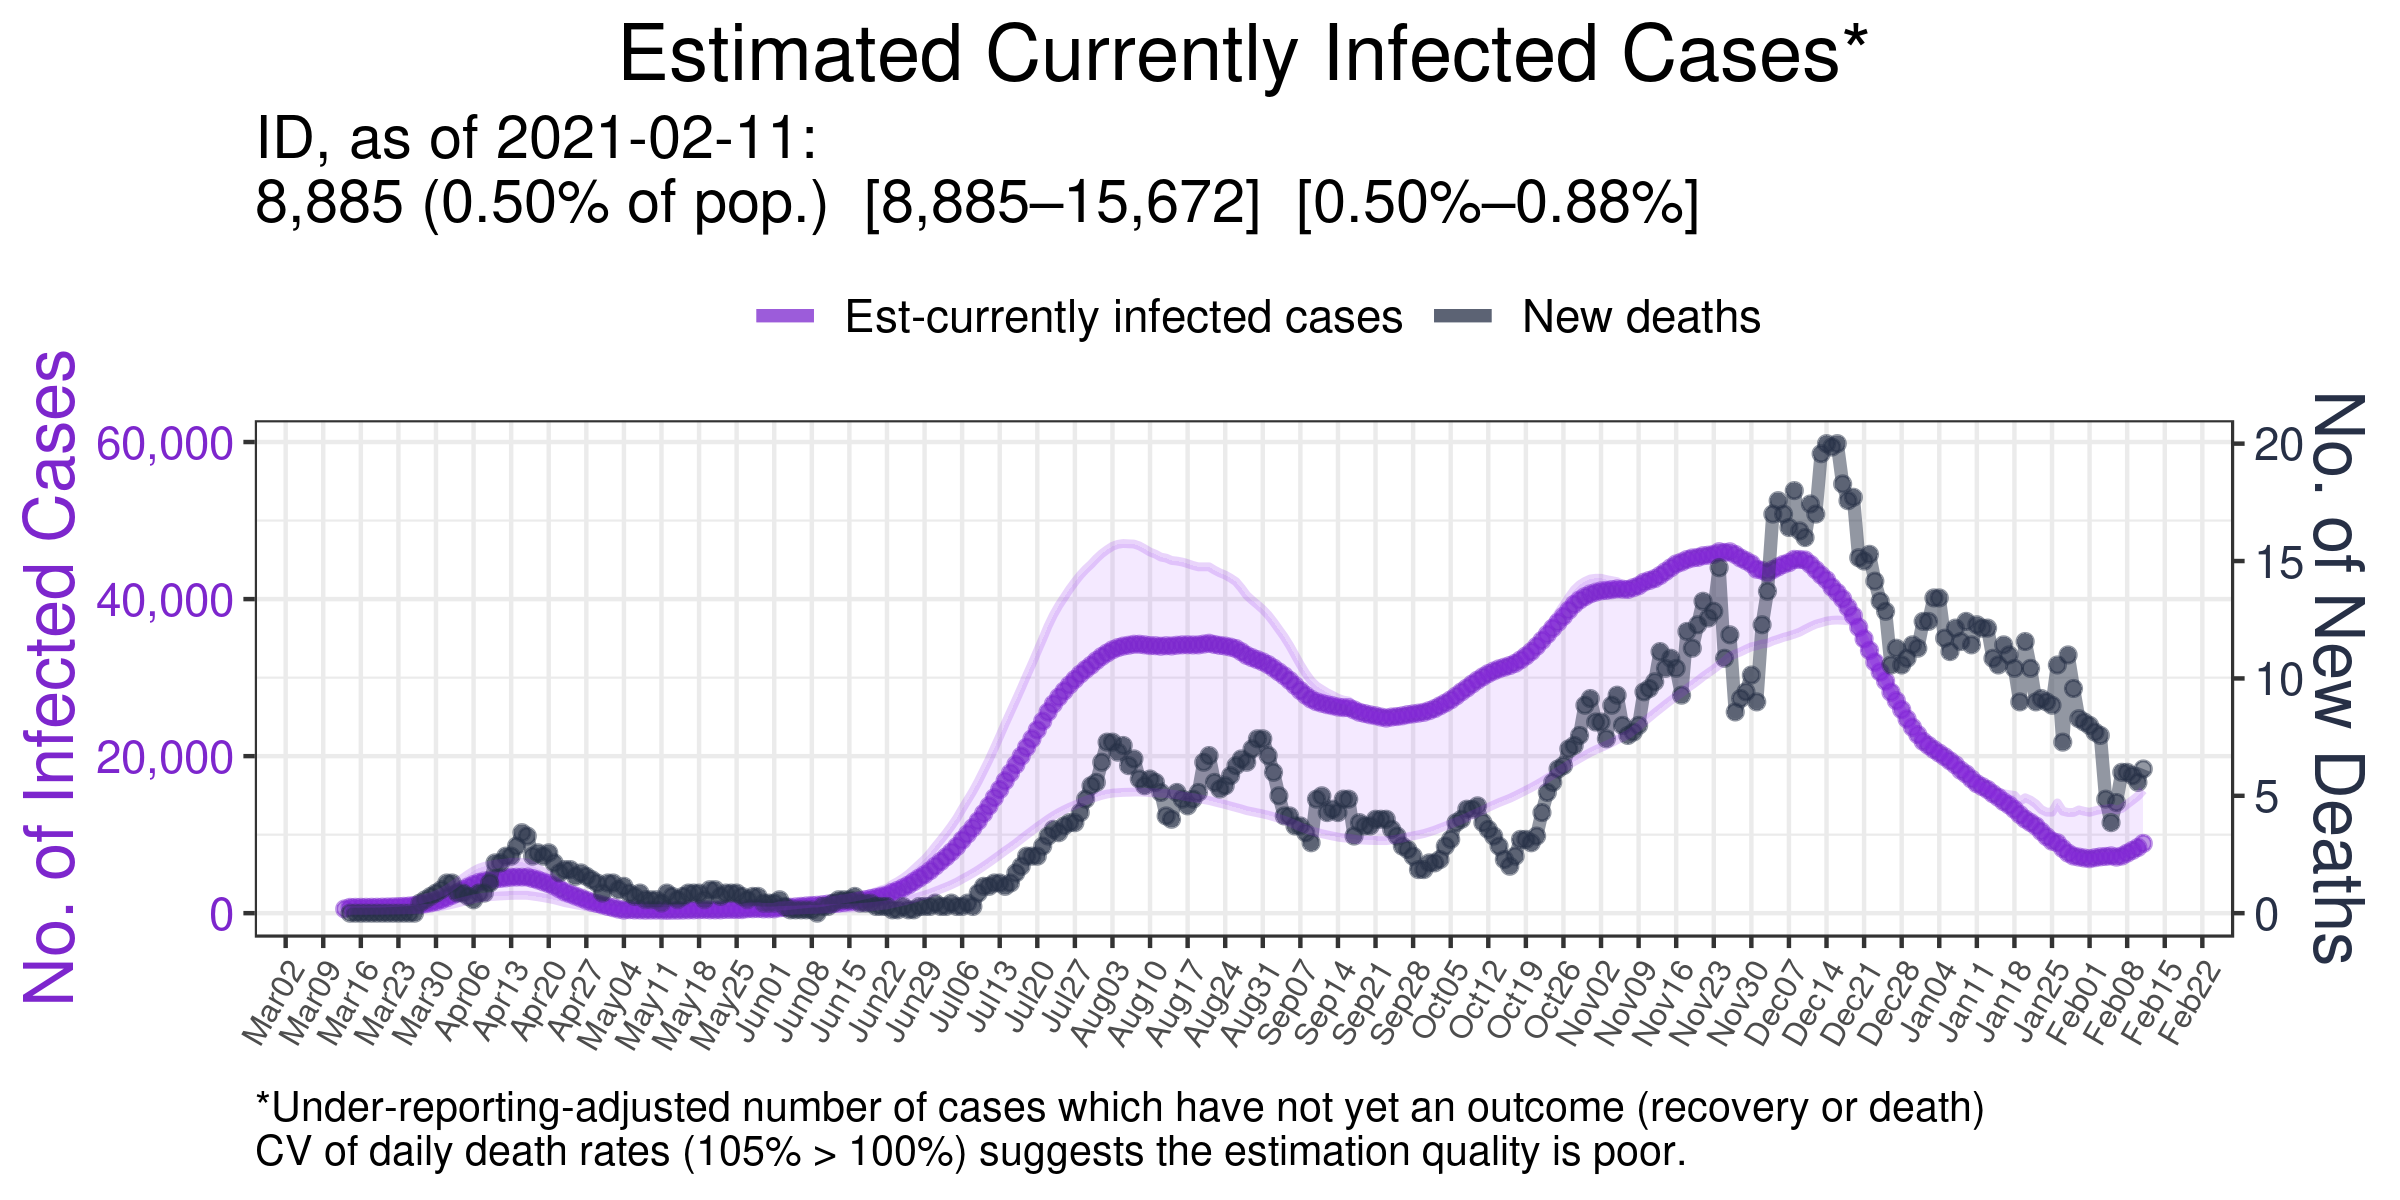 Estimated Currently Infected Cases*
ID, as of 2021-02-11:
8,885 (0.50% of pop.) [8,885–15,672] [0.50%–0.88%]
Est-currently infected cases
New deaths
No. of Infected Cases
60,000
40,000
20,000
0
20
15
10
5
0
No. of New Deaths
Mar02
Mar09
Mar16
Mar23
Mar30
Apr06
Apr13
Apr20
Apr27
May04
May11
May18
May25
Jun01
Jun08
Jun15
Jun22
Jun29
Jul06
Jul13
Jul20
Jul27
Aug03
Aug10
Aug17
Aug24
Aug31
Sep07
Sep14
Sep21
Sep28
Oct05
Oct12
Oct19
Oct26
Nov02
Nov09
Nov16
Nov23
Nov30
Dec07
Dec14
Dec21
Dec28
Jan04
Jan11
Jan18
Jan25
Feb01
Feb08
Feb15
Feb22
*Under-reporting-adjusted number of cases which have not yet an outcome (recovery or death)
CV of daily death rates (105% > 100%) suggests the estimation quality is poor.